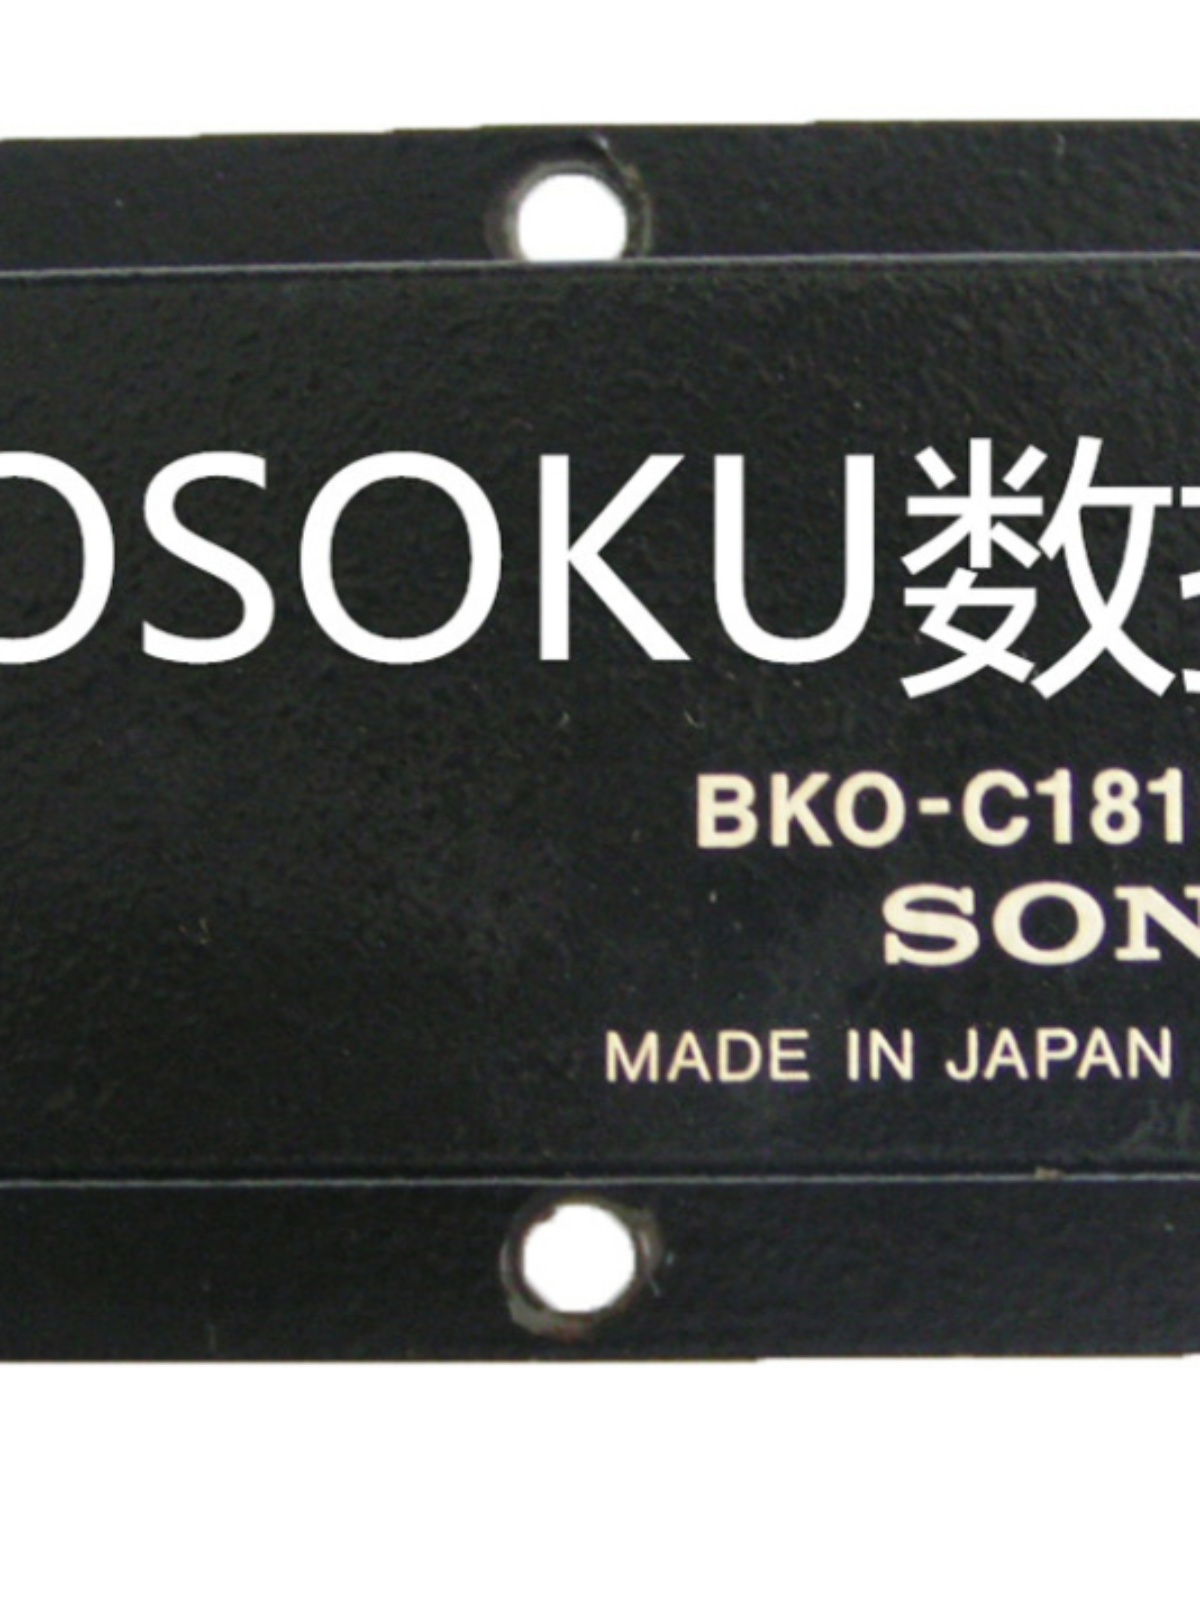 OSOKU数
BKO-C181
SON
MADE IN JAPAN